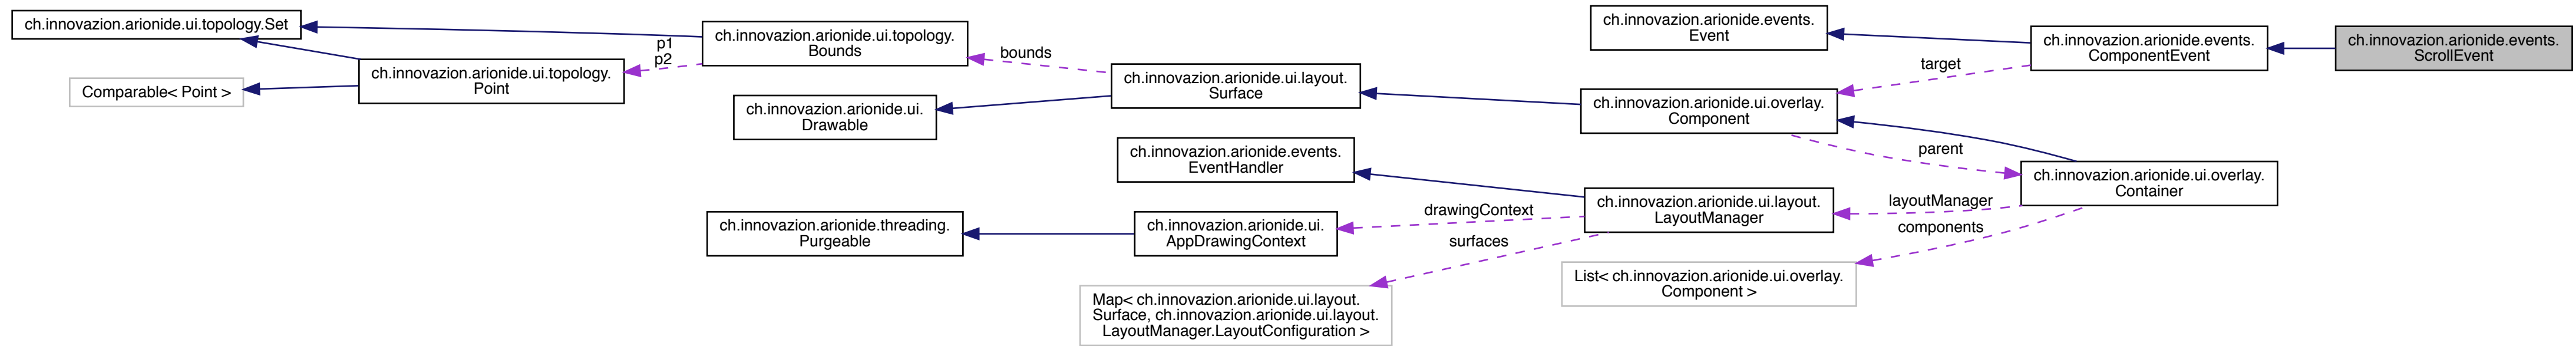 ch.innovazion.arionide.ui.topology.Set
Comparable< Point >
ch.innovazion.arionide.ui.topology.
Point
p1
p2
ch.innovazion.arionide.ui.topology.
Bounds
bounds
ch.innovazion.arionide.ui.
Drawable
ch.innovazion.arionide.ui.layout.
Surface
ch.innovazion.arionide.events.
EventHandler
ch.innovazion.arionide.threading.
Purgeable
ch.innovazion.arionide.ui.
AppDrawingContext
drawingContext
surfaces
Map< ch.innovazion.arionide.ui.layout.
Surface, ch.innovazion.arionide.ui.layout.
LayoutManager.LayoutConfiguration >
ch.innovazion.arionide.events.
Event
ch.innovazion.arionide.ui.overlay.
Component
ch.innovazion.arionide.ui.layout.
LayoutManager
List< ch.innovazion.arionide.ui.overlay.
Component >
target
parent
layoutManager
components
ch.innovazion.arionide.events.
ComponentEvent
ch.innovazion.arionide.ui.overlay.
Container
ch.innovazion.arionide.events.
ScrollEvent